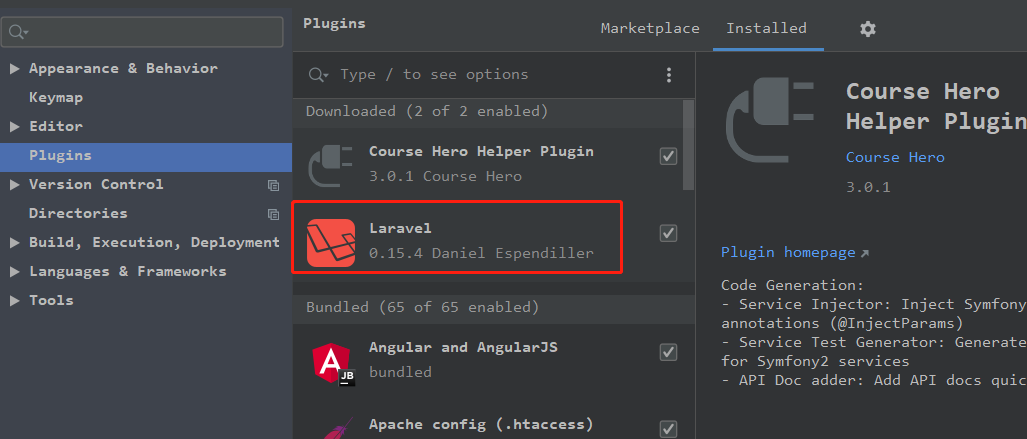 Plugins
Marketplace
Installed
Appearance & Behavior
Keymap
Editor
Plugins
Version Control
Directories
Build, Execution, Deployment
Languages & Frameworks
Tools
Type / to see options
Downloaded (2 of 2 enabled)
Course Hero Helper Plugin
3.0.1 Course Hero
Laravel
0.15.4 Daniel Espendiller
Bundled (65 of 65 enabled)
Angular and AngularJS
bundled
JB
Apache config (.htaccess)
Course Hero
Helper Plugin
Course Hero
3.0.1
Plugin homepage
Code Generation:
- Service Injector: Inject Symfony
annotations (@InjectParams)
- Service Test Generator: Generate
for Symfony2 services
- API Doc adder: Add API docs quic